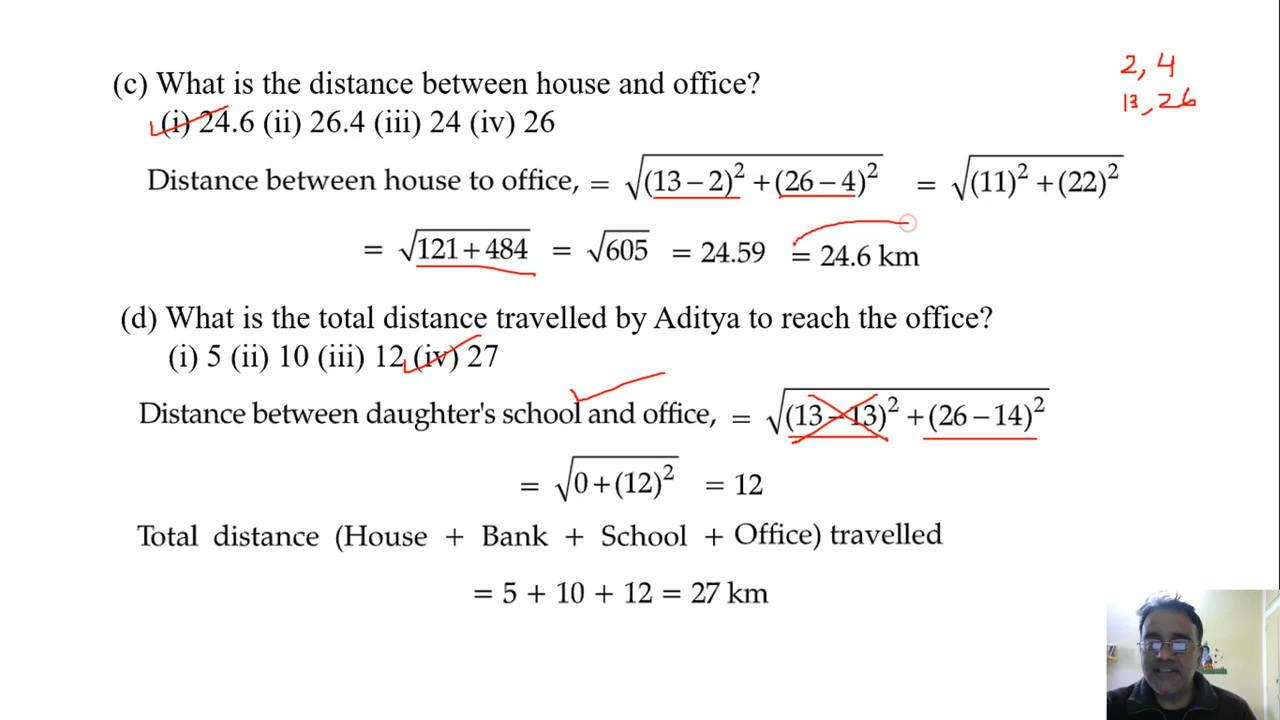 2, 4
13, 26
(c) What is the distance between house and office?
(i) 24.6 (ii) 26.4 (iii) 24 (iv) 26
Distance between house to office, = √(13 – 2)² + (26 – 4)² = √(11)² + (22)²
= √121 + 484 = √605 = 24.59 = 24.6 km
(d) What is the total distance travelled by Aditya to reach the office?
(i) 5 (ii) 10 (iii) 12 (iv) 27
Distance between daughter's school and office, = √(13 – 13)² + (26 – 14)²
= √0 + (12)² = 12
Total distance (House + Bank + School + Office) travelled
= 5 + 10 + 12 = 27 km